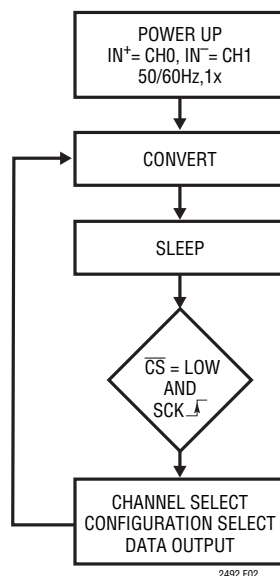 POWER UP
IN⁺= CH0, IN⁻= CH1
50/60Hz,1x
CONVERT
SLEEP
C̅S̅ = LOW
AND
SCK
CHANNEL SELECT
CONFIGURATION SELECT
DATA OUTPUT
2492 F02